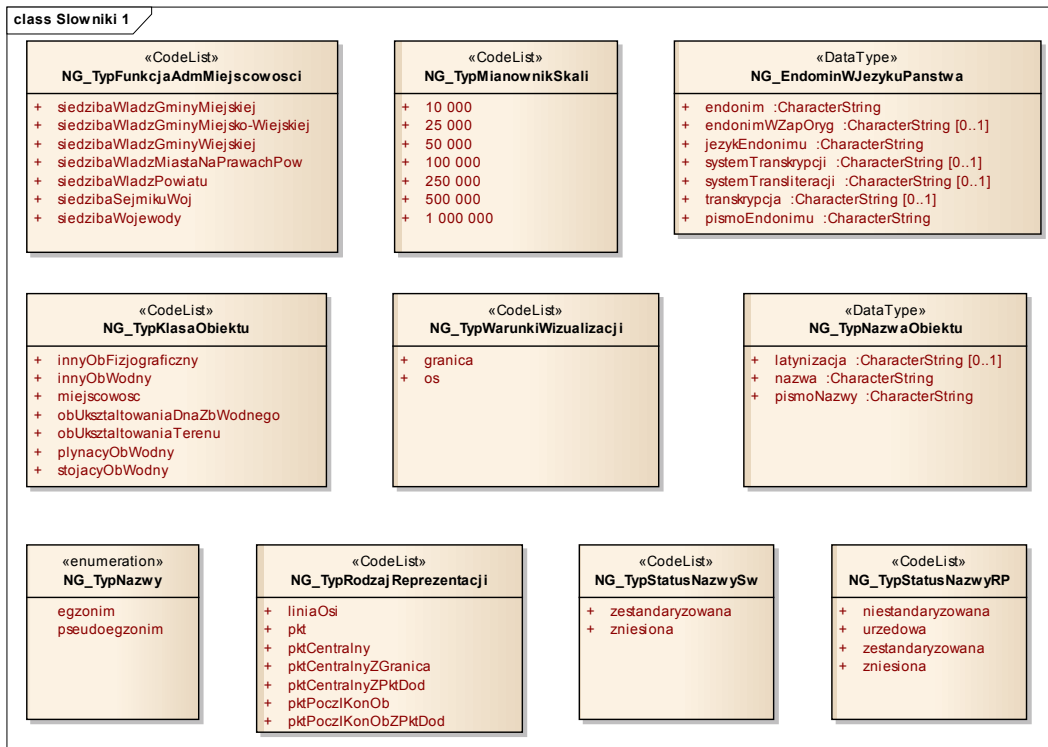 class Slowniki 1
«CodeList»
NG_TypFunkcjaAdmMiejscowosci
+ siedzibaWladzGminyMiejskiej
+ siedzibaWladzGminyMiejsko-Wiejskiej
+ siedzibaWladzGminyWiejskiej
+ siedzibaWladzMiastaNaPrawachPow
+ siedzibaWladzPowiatu
+ siedzibaSejmikuWoj
+ siedzibaWojewody
«CodeList»
NG_TypMianownikSkali
+ 10 000
+ 25 000
+ 50 000
+ 100 000
+ 250 000
+ 500 000
+ 1 000 000
«DataType»
NG_EndominWJezykuPanstwa
+ endonim :CharacterString
+ endonimWZapOryg :CharacterString [0..1]
+ jezykEndonimu :CharacterString
+ systemTranskrypcji :CharacterString [0..1]
+ systemTransliteracji :CharacterString [0..1]
+ transkrypcja :CharacterString [0..1]
+ pismoEndonimu :CharacterString
«CodeList»
NG_TypKlasaObiektu
+ innyObFizjograficzny
+ innyObWodny
+ miejscowosc
+ obUksztaltowaniaDnaZbWodnego
+ obUksztaltowaniaTerenu
+ plynacyObWodny
+ stojacyObWodny
«CodeList»
NG_TypWarunkiWizualizacji
+ granica
+ os
«DataType»
NG_TypNazwaObiektu
+ latynizacja :CharacterString [0..1]
+ nazwa :CharacterString
+ pismoNazwy :CharacterString
«enumeration»
NG_TypNazwy
egzonim
pseudoegzonim
«CodeList»
NG_TypRodzajReprezentacji
+ liniaOsi
+ pkt
+ pktCentralny
+ pktCentralnyZGranica
+ pktCentralnyZPktDod
+ pktPoczIKonOb
+ pktPoczIKonObZPktDod
«CodeList»
NG_TypStatusNazwySw
+ zestandaryzowana
+ zniesiona
«CodeList»
NG_TypStatusNazwyRP
+ niestandaryzowana
+ urzedowa
+ zestandaryzowana
+ zniesiona